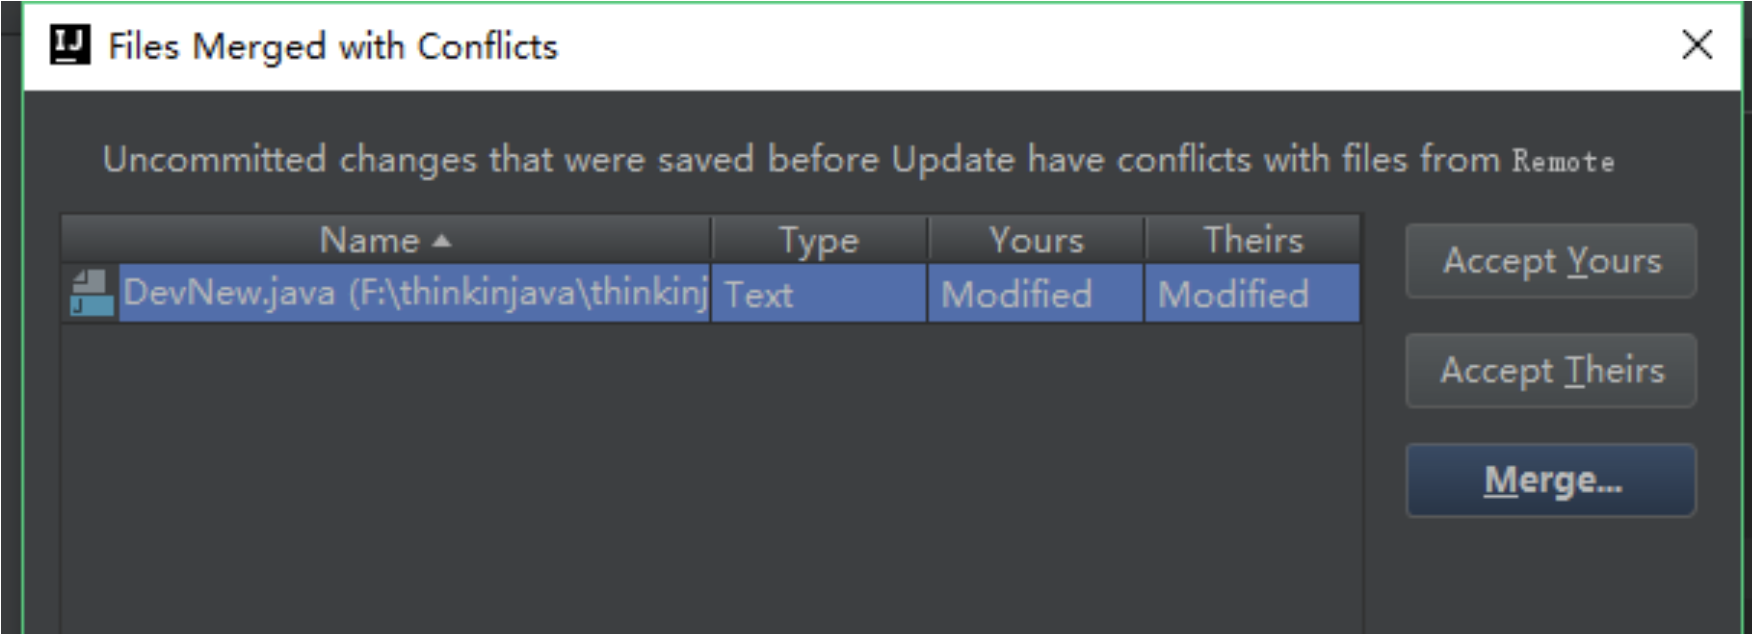 IJ Files Merged with Conflicts
Uncommitted changes that were saved before Update have conflicts with files from Remote
Name Type Yours Theirs
DevNew.java (F:\thinkinjava\thinkinj Text Modified Modified
Accept Yours
Accept Theirs
Merge...